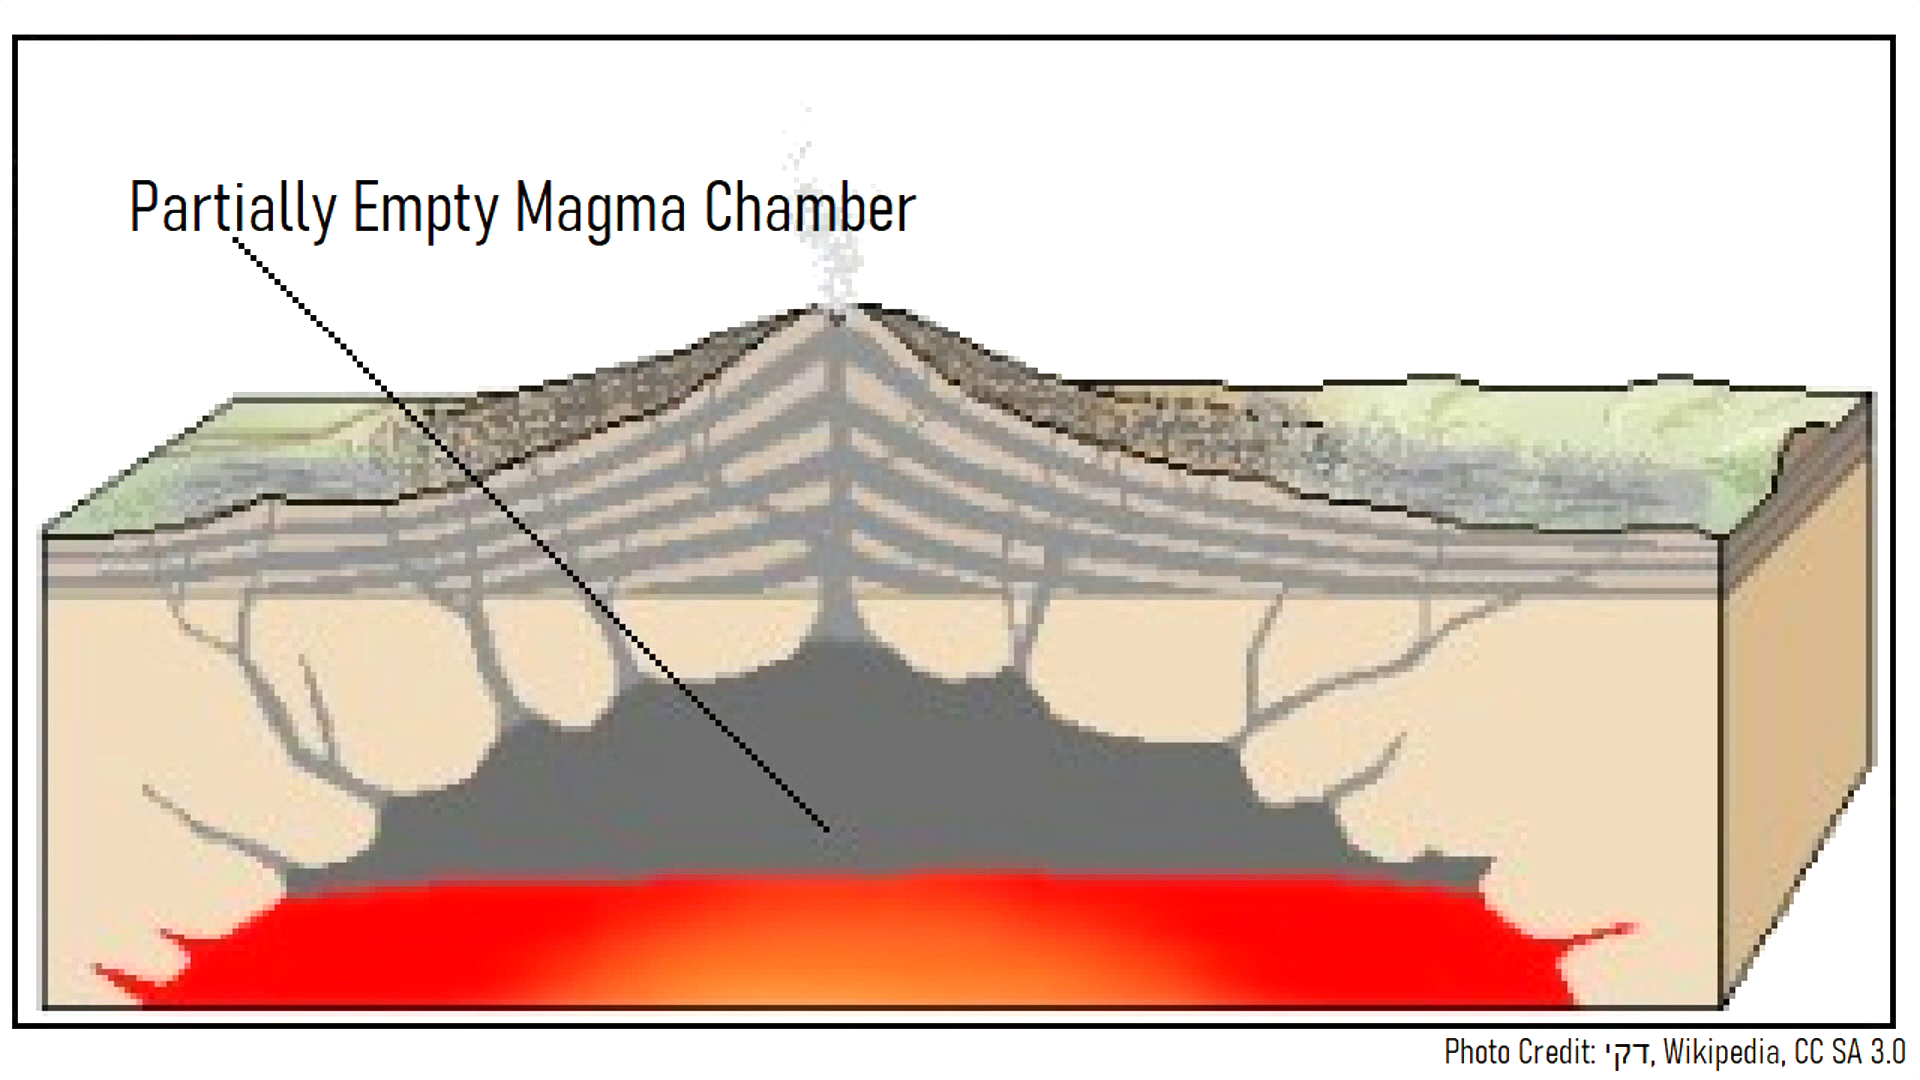 Partially Empty Magma Chamber
Photo Credit: דקי, Wikipedia, CC SA 3.0